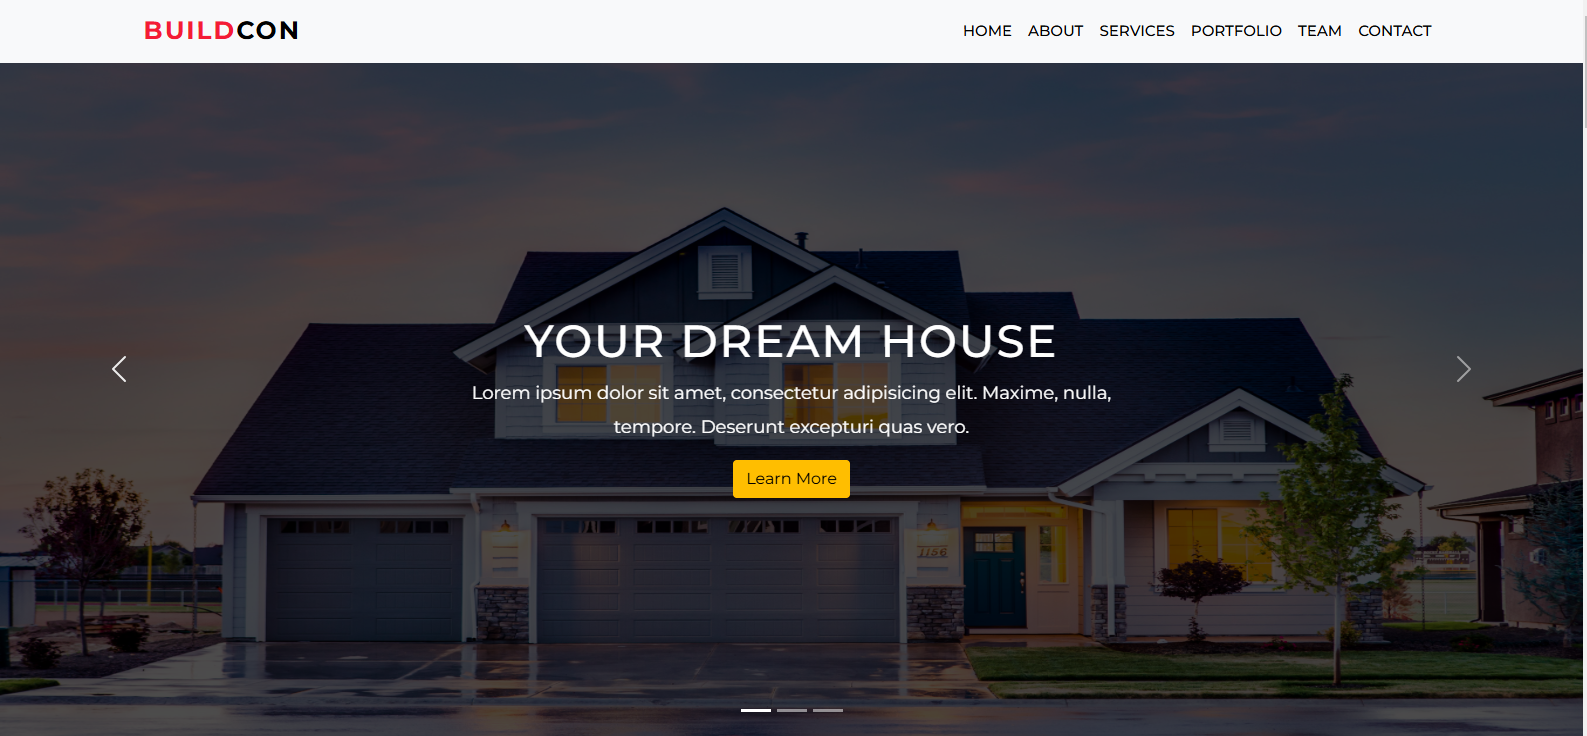 BUILDCON
HOME ABOUT SERVICES PORTFOLIO TEAM CONTACT
YOUR DREAM HOUSE
Lorem ipsum dolor sit amet, consectetur adipisicing elit. Maxime, nulla,
tempore. Deserunt excepturi quas vero.
Learn More
1156